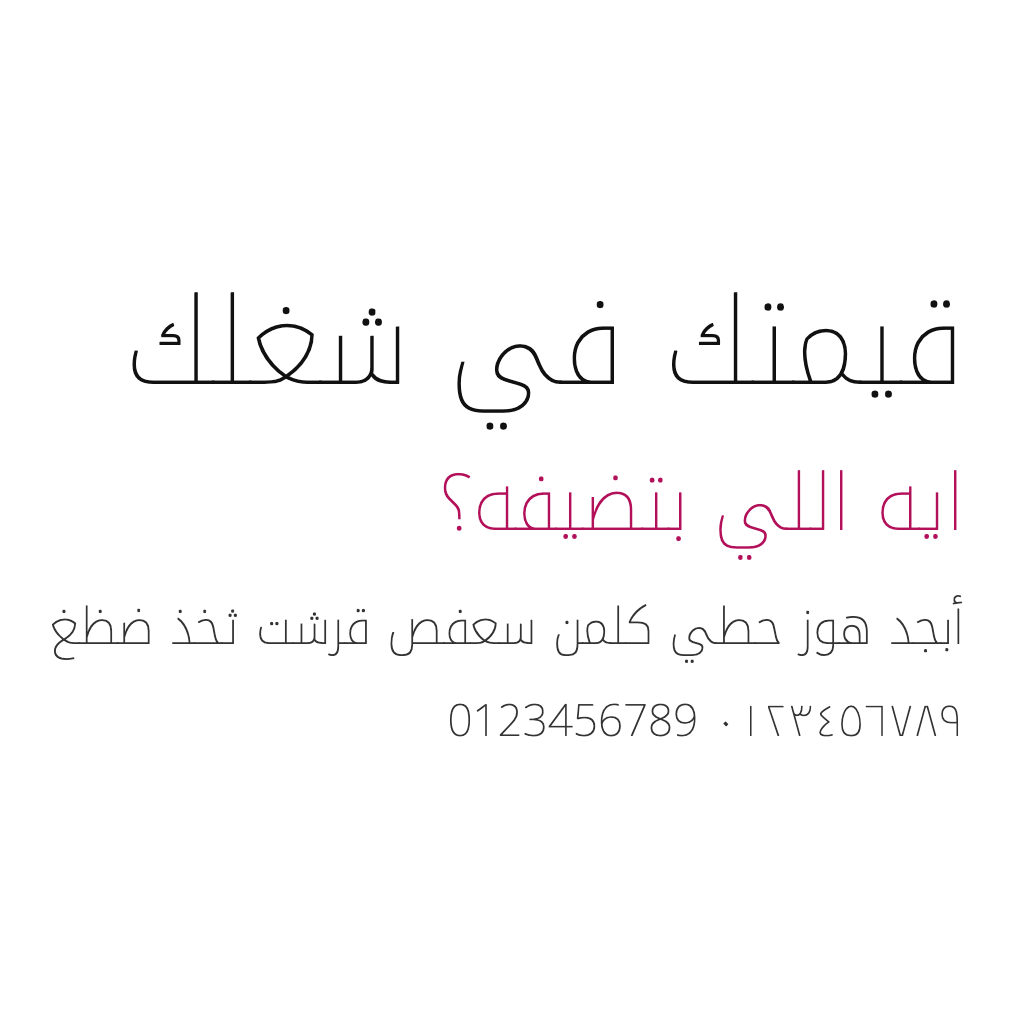 قيمتك في شغلك
ايه اللي بتضيفه؟
أبجد هوز حطي كلمن سعفص قرشت ثخذ ضظغ
0123456789 ٠١٢٣٤٥٦٧٨٩